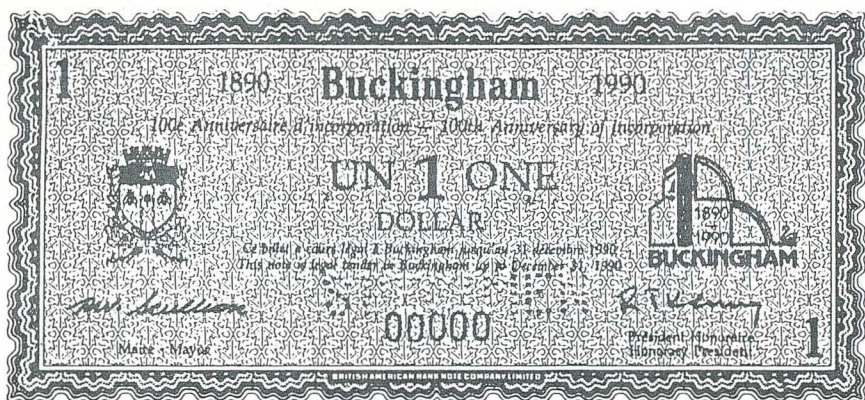 1
1890 Buckingham 1990
100e Anniversaire d'incorporation — 100th Anniversary of Incorporation
UN 1 ONE
DOLLAR
Ce billet a cours légal à Buckingham jusqu'au 31 décembre 1990
This note is legal tender in Buckingham up to December 31, 1990
1890
1990
BUCKINGHAM
00000
Maire - Mayor
Président Honoraire
Honorary President
1
BRITISH AMERICAN BANK NOTE COMPANY LIMITED